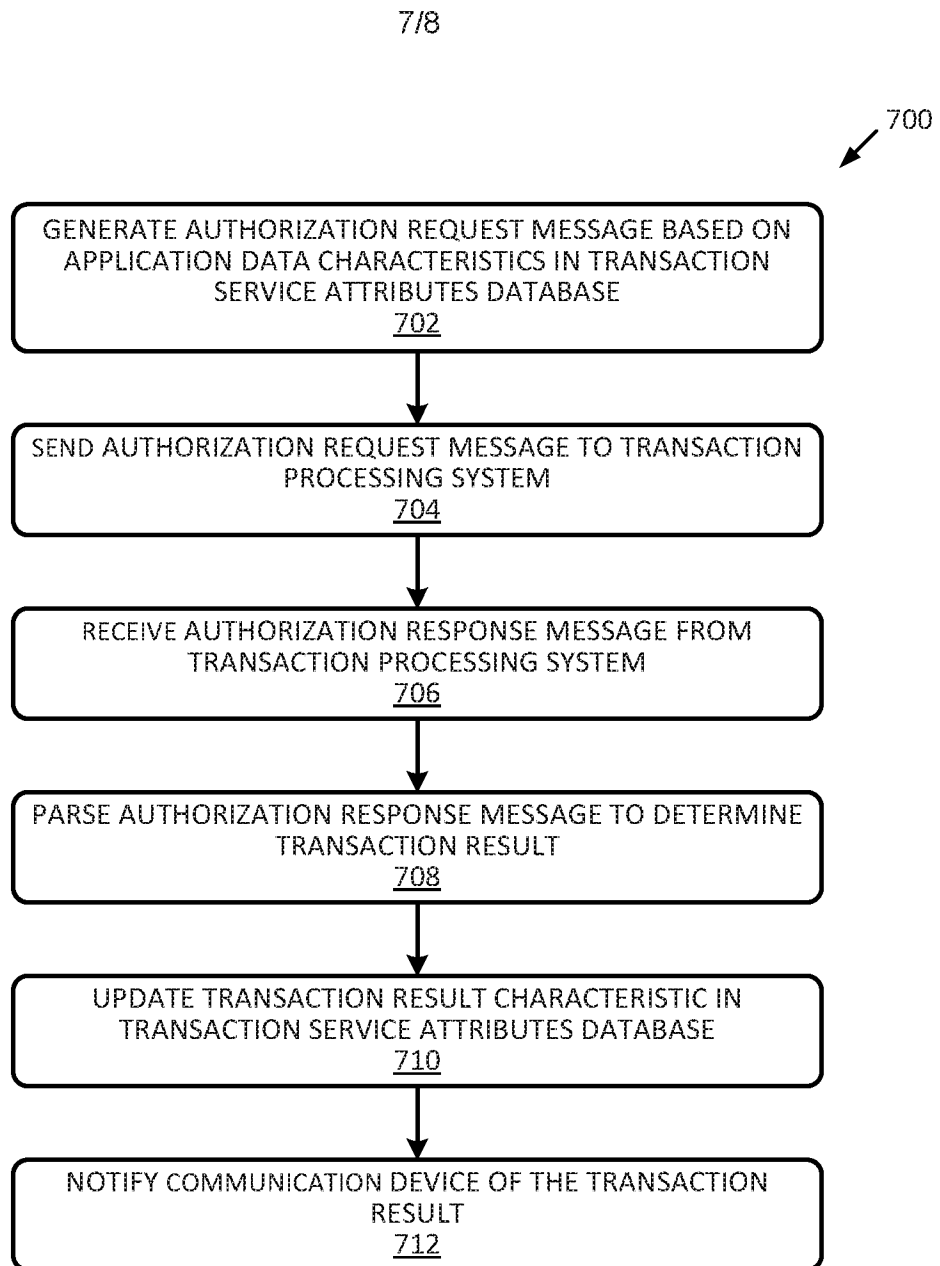 7/8
700
GENERATE AUTHORIZATION REQUEST MESSAGE BASED ON
APPLICATION DATA CHARACTERISTICS IN TRANSACTION
SERVICE ATTRIBUTES DATABASE
702
SEND AUTHORIZATION REQUEST MESSAGE TO TRANSACTION
PROCESSING SYSTEM
704
RECEIVE AUTHORIZATION RESPONSE MESSAGE FROM
TRANSACTION PROCESSING SYSTEM
706
PARSE AUTHORIZATION RESPONSE MESSAGE TO DETERMINE
TRANSACTION RESULT
708
UPDATE TRANSACTION RESULT CHARACTERISTIC IN
TRANSACTION SERVICE ATTRIBUTES DATABASE
710
NOTIFY COMMUNICATION DEVICE OF THE TRANSACTION
RESULT
712